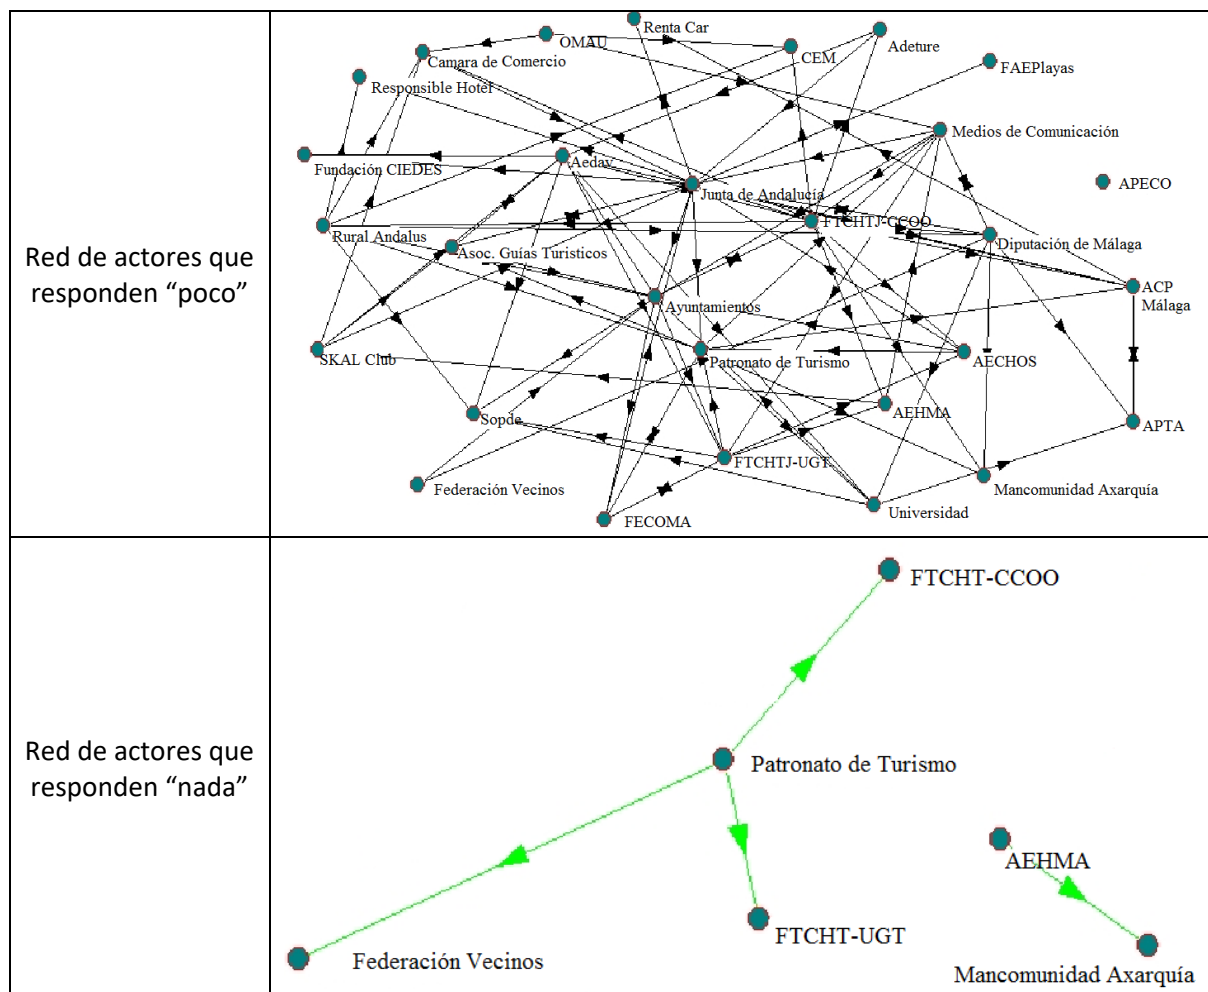 Red de actores que
responden “poco”
Renta Car
OMAU
CEM
Adeture
Camara de Comercio
FAEPlayas
Responsible Hotel
Medios de Comunicación
Fundación CIEDES
Aedav
Junta de Andalucía
APECO
Rural Andalus
FTCHTJ-CCOO
Asoc. Guías Turisticos
Diputación de Málaga
ACP
Málaga
Ayuntamientos
SKAL Club
Patronato de Turismo
AECHOS
Sopde
AEHMA
APTA
FTCHTJ-UGT
Federación Vecinos
Mancomunidad Axarquía
FECOMA
Universidad
Red de actores que
responden “nada”
FTCHT-CCOO
Patronato de Turismo
AEHMA
FTCHT-UGT
Federación Vecinos
Mancomunidad Axarquía